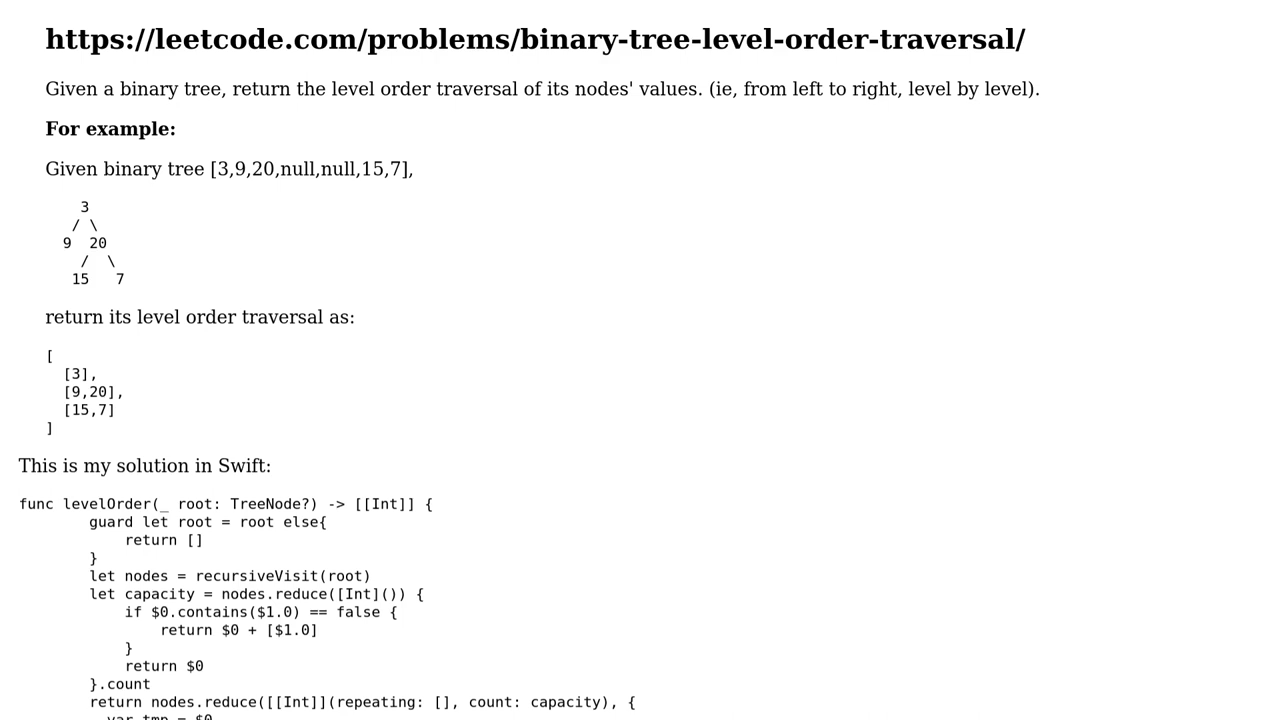 https://leetcode.com/problems/binary-tree-level-order-traversal/
Given a binary tree, return the level order traversal of its nodes' values. (ie, from left to right, level by level).
For example:
Given binary tree [3,9,20,null,null,15,7],
    3
   / \
  9  20
    /  \
   15   7
return its level order traversal as:
[
  [3],
  [9,20],
  [15,7]
]
This is my solution in Swift:
func levelOrder(_ root: TreeNode?) -> [[Int]] {
        guard let root = root else{
            return []
        }
        let nodes = recursiveVisit(root)
        let capacity = nodes.reduce([Int]()) {
            if $0.contains($1.0) == false {
                return $0 + [$1.0]
            }
            return $0
        }.count
        return nodes.reduce([[Int]](repeating: [], count: capacity), {
          var tmp = $0